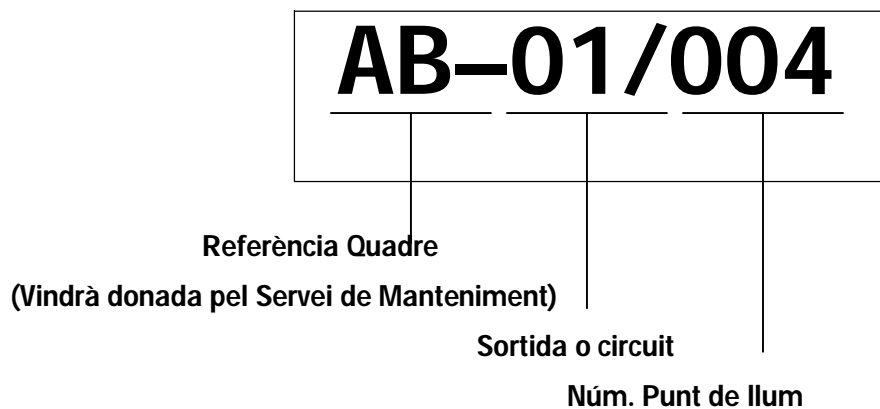 AB–01/004
Referència Quadre
(Vindrà donada pel Servei de Manteniment)
Sortida o circuit
Núm. Punt de llum